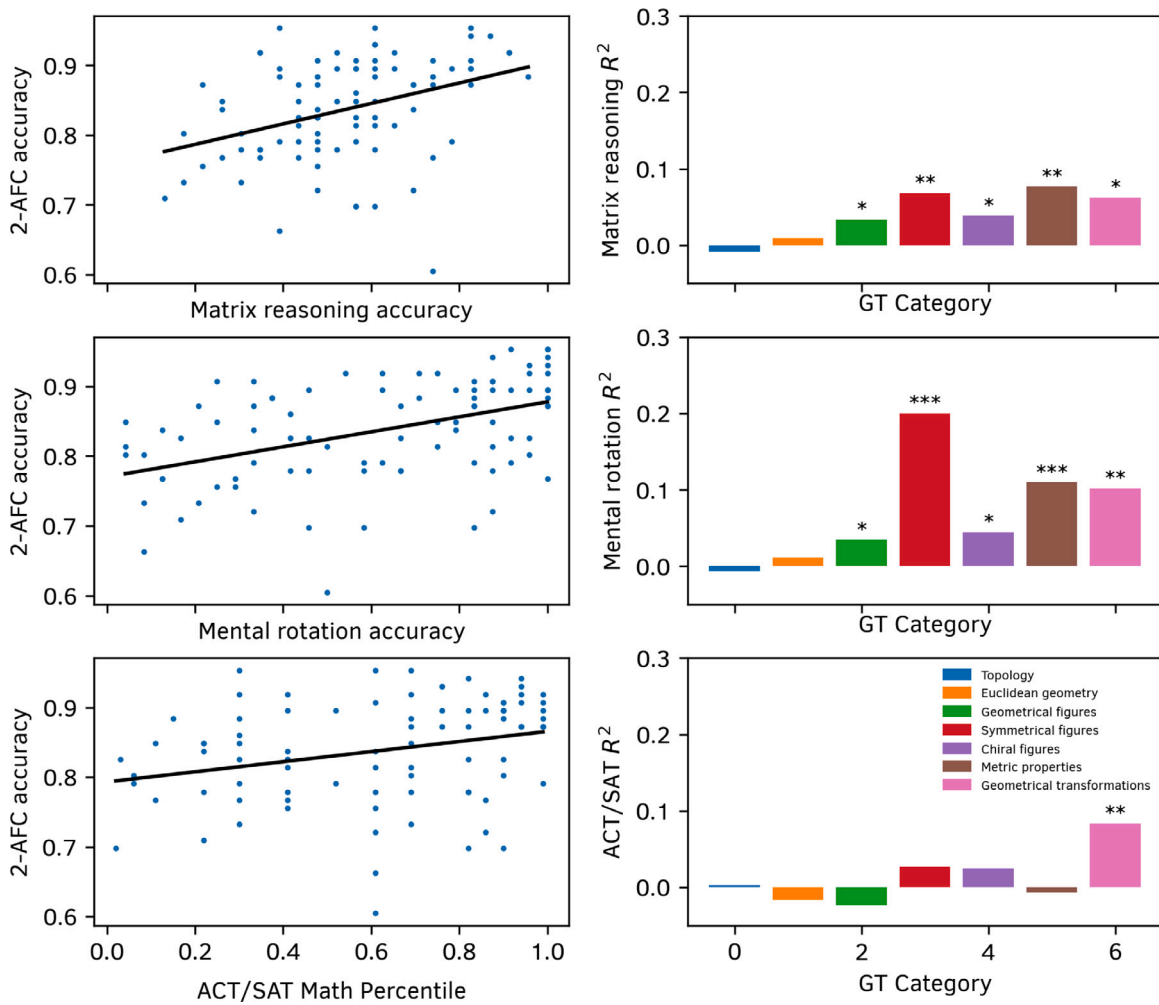 2-AFC accuracy
0.9
0.8
0.7
0.6
Matrix reasoning accuracy
Matrix reasoning R²
0.3
0.2
0.1
0.0
*
**
*
**
*
GT Category
2-AFC accuracy
0.9
0.8
0.7
0.6
Mental rotation accuracy
Mental rotation R²
0.3
0.2
0.1
0.0
*
***
*
***
**
GT Category
2-AFC accuracy
0.9
0.8
0.7
0.6
0.0 0.2 0.4 0.6 0.8 1.0
ACT/SAT Math Percentile
ACT/SAT R²
0.3
0.2
0.1
0.0
Topology
Euclidean geometry
Geometrical figures
Symmetrical figures
Chiral figures
Metric properties
Geometrical transformations
**
0 2 4 6
GT Category